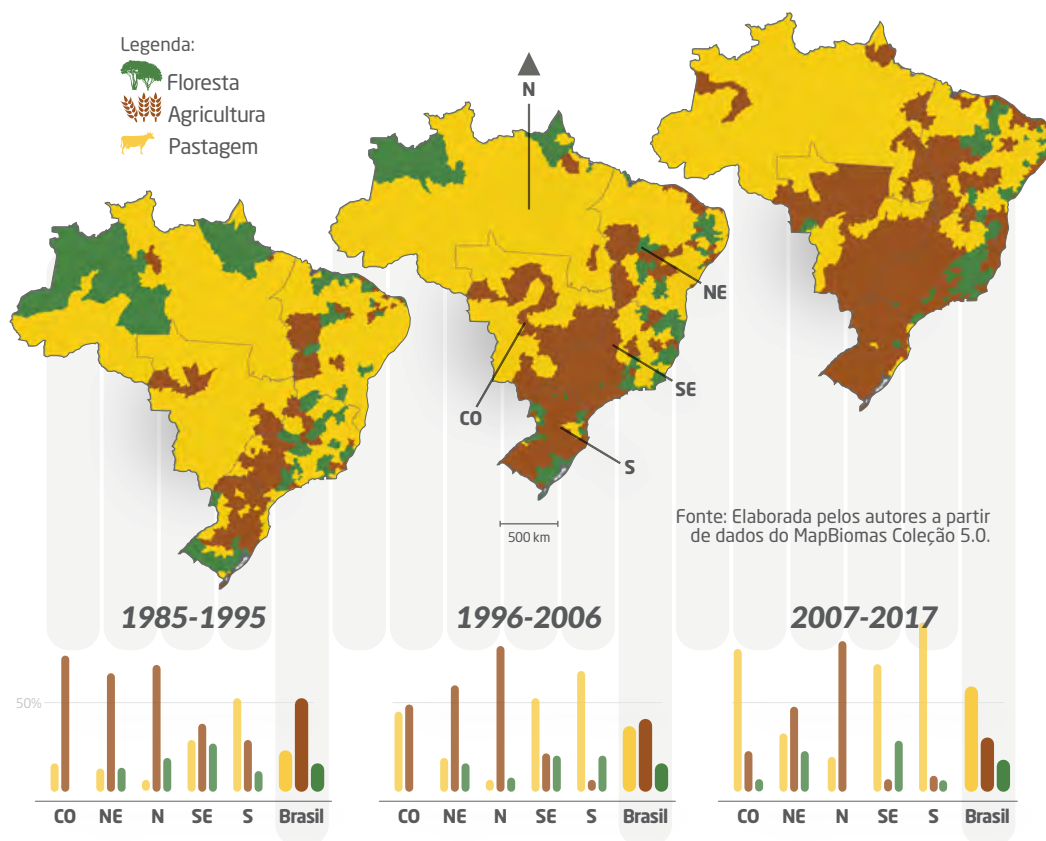 Legenda:
Floresta
Agricultura
Pastagem
N
NE
SE
CO
S
500 km
Fonte: Elaborada pelos autores a partir
de dados do MapBiomas Coleção 5.0.
1985-1995
1996-2006
2007-2017
50%
CO NE N SE S Brasil
CO NE N SE S Brasil
CO NE N SE S Brasil